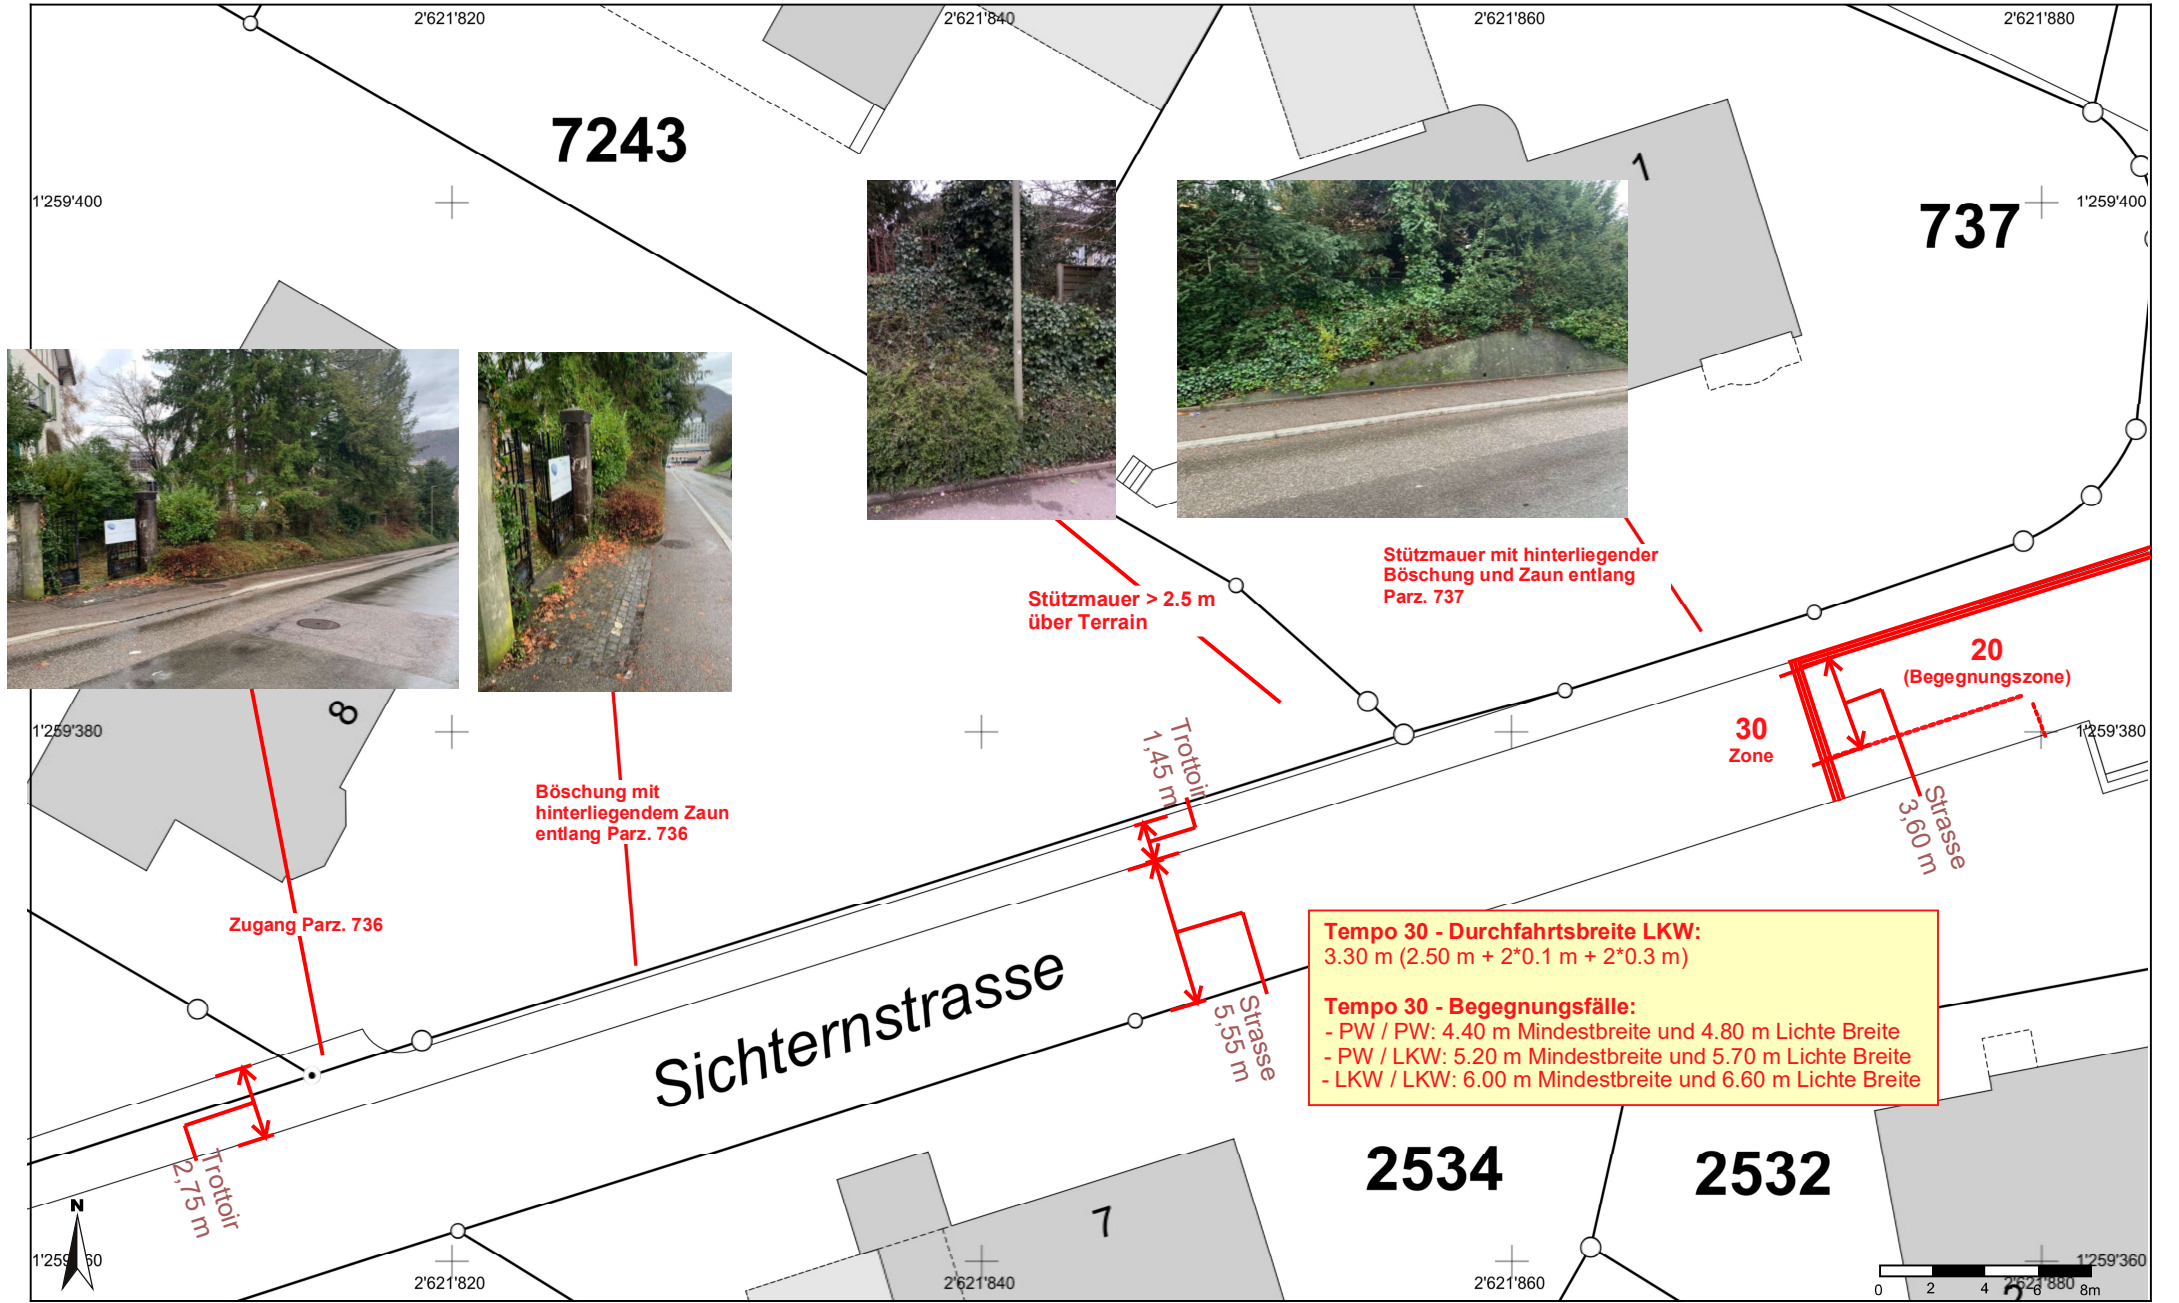 2'621'820
2'621'840
2'621'860
2'621'880
7243
1
1'259'400
737
1'259'400
Stützmauer mit hinterliegender
Böschung und Zaun entlang
Parz. 737
Stützmauer > 2.5 m
über Terrain
20
(Begegnungszone)
8
1'259'380
30
Zone
1'259'380
Trottoir
1,45 m
Böschung mit
hinterliegendem Zaun
entlang Parz. 736
Strasse
3,60 m
Zugang Parz. 736
Tempo 30 - Durchfahrtsbreite LKW:
3.30 m (2.50 m + 2*0.1 m + 2*0.3 m)
Tempo 30 - Begegnungsfälle:
- PW / PW: 4.40 m Mindestbreite und 4.80 m Lichte Breite
- PW / LKW: 5.20 m Mindestbreite und 5.70 m Lichte Breite
- LKW / LKW: 6.00 m Mindestbreite und 6.60 m Lichte Breite
Sichternstrasse
Strasse
5,55 m
Trottoir
2,75 m
2534
2532
N
7
1'259'360
2'621'820
2'621'840
2'621'860
2'621'880
0 2 4 6 8m